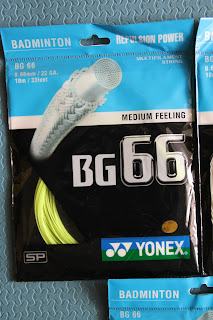 BADMINTON
BG 66
0.66mm / 22 GA.
10m / 33feet
REPULSION POWER
MULTIFILAMENT
STRING
MEDIUM FEELING
BG66
YONEX
SP
BADMINTON
BG 66